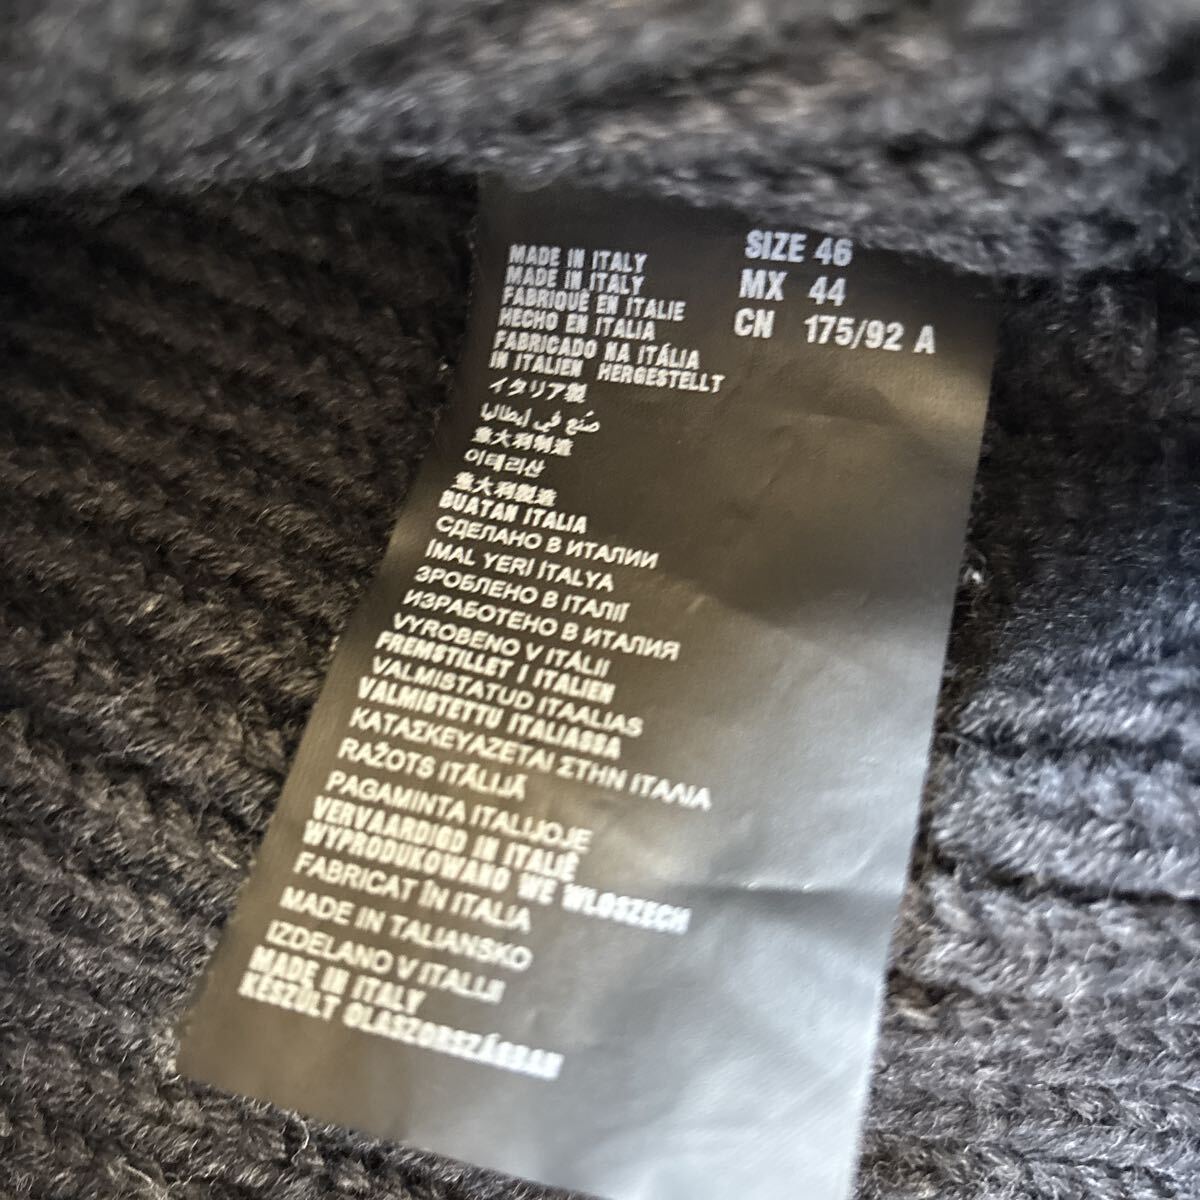 SIZE 46
MX 44
CN 175/92 A
MADE IN ITALY
MADE IN ITALY
FABRIQUÉ EN ITALIE
HECHO EN ITALIA
FABRICADO NA ITÁLIA
IN ITALIEN HERGESTELLT
イタリア製
صُنع في إيطاليا
意大利制造
이태리산
意大利製造
BUATAN ITALIA
СДЕЛАНО В ИТАЛИИ
İMAL YERİ İTALYA
ЗРОБЛЕНО В ІТАЛІЇ
ИЗРАБОТЕНО В ИТАЛИЯ
VYROBENO V ITÁLII
FREMSTILLET I ITALIEN
VALMISTATUD ITAALIAS
VALMISTETTU ITALIASSA
ΚΑΤΑΣΚΕΥΑΖΕΤΑΙ ΣΤΗΝ ΙΤΑΛΙΑ
RAŽOTS ITĀLIJĀ
PAGAMINTA ITALIJOJE
VERVAARDIGD IN ITALIË
WYPRODUKOWANO WE WŁOSZECH
FABRICAT ÎN ITALIA
MADE IN TALIANSKO
IZDELANO V ITALIJI
MADE IN ITALY
KÉSZÜLT OLASZORSZÁGBAN